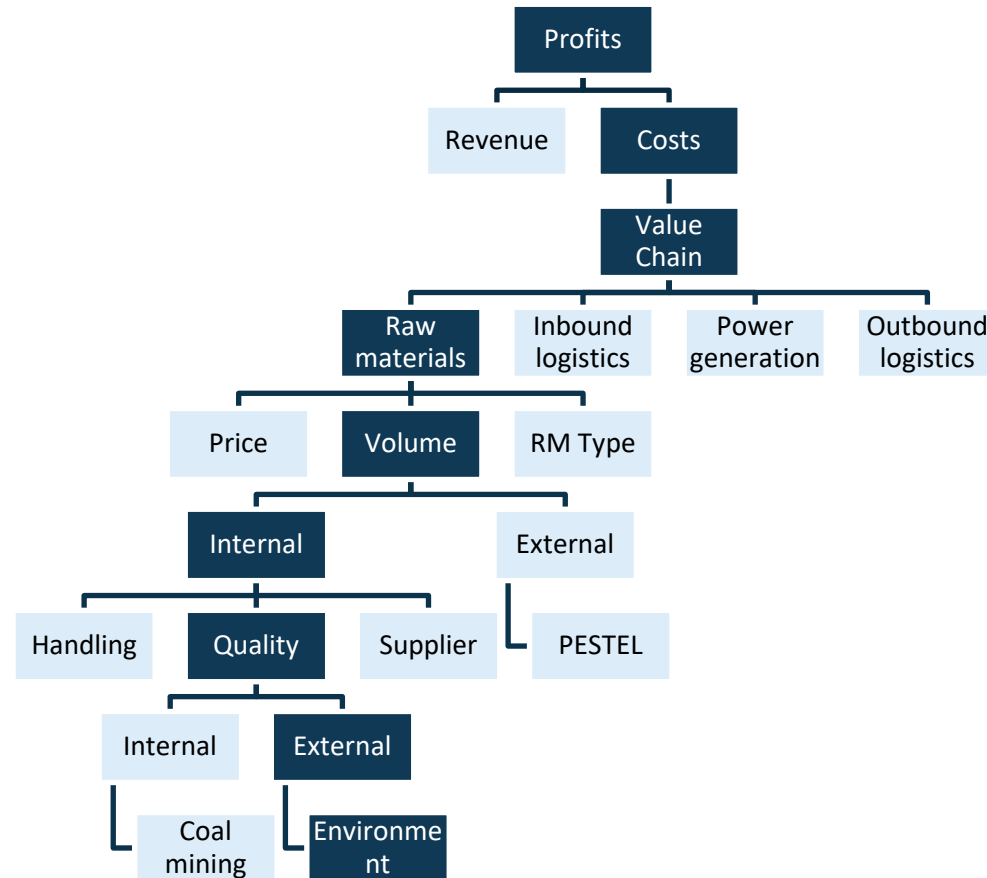 Profits
Revenue
Costs
Value
Chain
Raw
materials
Inbound
logistics
Power
generation
Outbound
logistics
Price
Volume
RM Type
Internal
External
Handling
Quality
Supplier
PESTEL
Internal
External
Coal
mining
Environme
nt